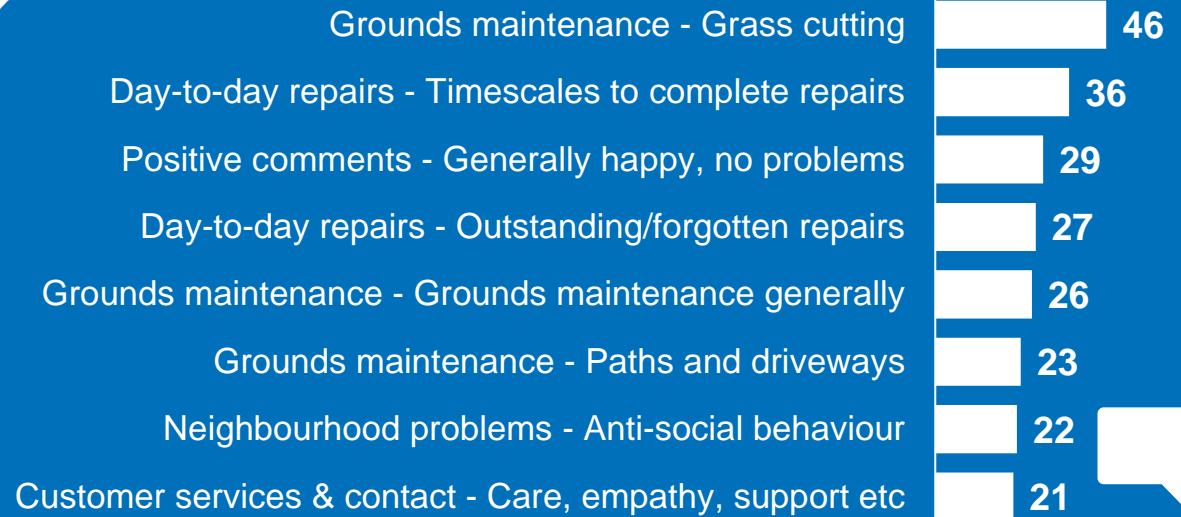 Grounds maintenance - Grass cutting 46
Day-to-day repairs - Timescales to complete repairs 36
Positive comments - Generally happy, no problems 29
Day-to-day repairs - Outstanding/forgotten repairs 27
Grounds maintenance - Grounds maintenance generally 26
Grounds maintenance - Paths and driveways 23
Neighbourhood problems - Anti-social behaviour 22
Customer services & contact - Care, empathy, support etc 21